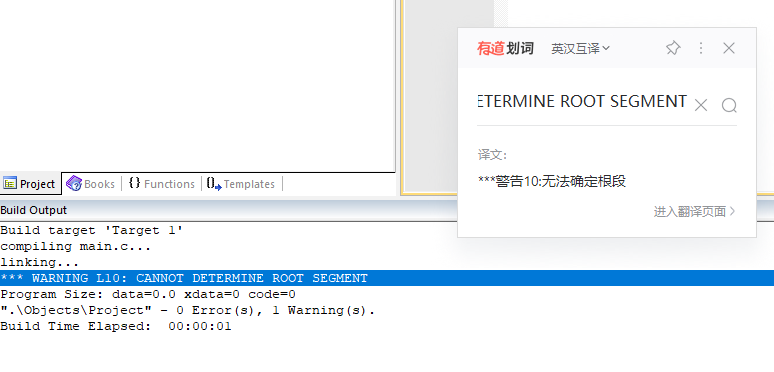 有道划词 英汉互译
ETERMINE ROOT SEGMENT
译文:
***警告10:无法确定根段
进入翻译页面
Project Books {} Functions Templates
Build Output
Build target 'Target 1'
compiling main.c...
linking...
*** WARNING L10: CANNOT DETERMINE ROOT SEGMENT
Program Size: data=0.0 xdata=0 code=0
".\Objects\Project" - 0 Error(s), 1 Warning(s).
Build Time Elapsed:  00:00:01